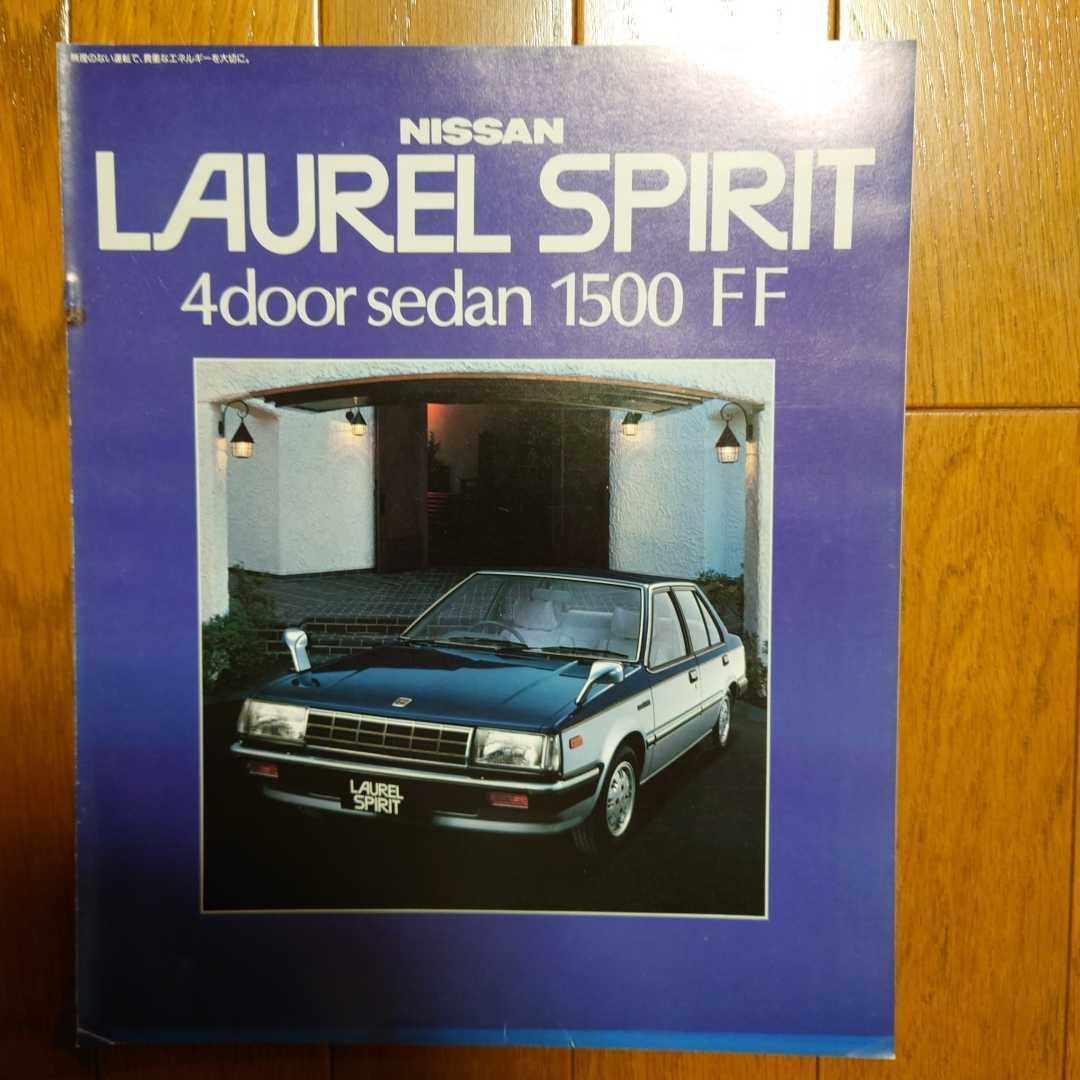 無理のない運転で、貴重なエネルギーを大切に。
NISSAN
LAUREL SPIRIT
4door sedan 1500 FF
LAUREL
SPIRIT